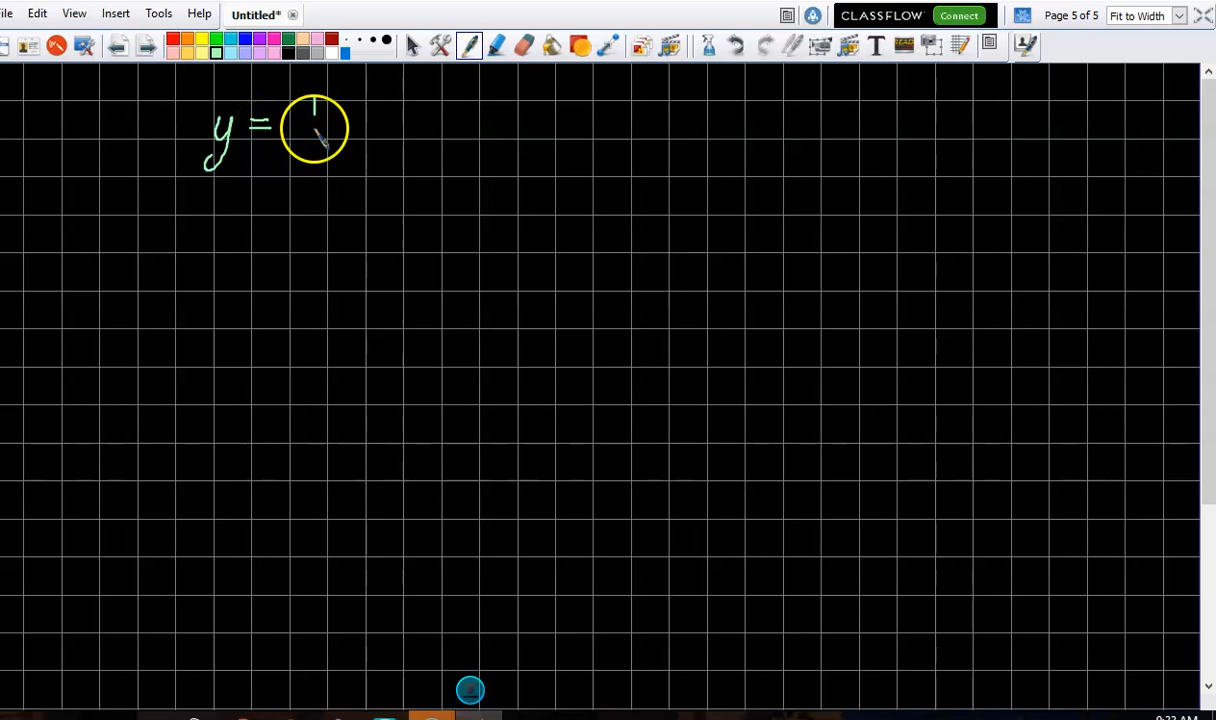 File Edit View Insert Tools Help Untitled* CLASSFLOW Connect Page 5 of 5 Fit to Width
y =